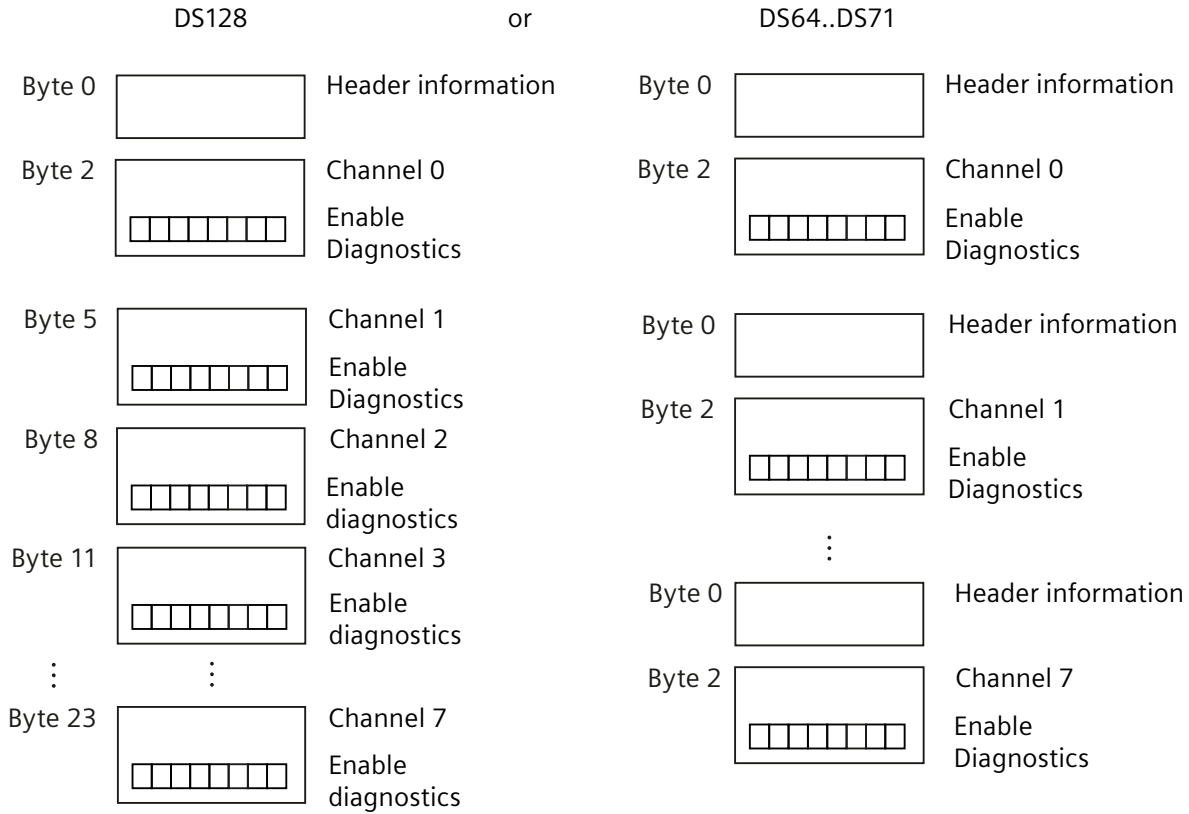 DS128 or DS64..DS71
Byte 0 Header information
Byte 2 Channel 0
Enable
Diagnostics
Byte 5 Channel 1
Enable
Diagnostics
Byte 8 Channel 2
Enable
diagnostics
Byte 11 Channel 3
Enable
diagnostics
⋮ ⋮
Byte 23 Channel 7
Enable
diagnostics
Byte 0 Header information
Byte 2 Channel 0
Enable
Diagnostics
Byte 0 Header information
Byte 2 Channel 1
Enable
Diagnostics
⋮
Byte 0 Header information
Byte 2 Channel 7
Enable
Diagnostics